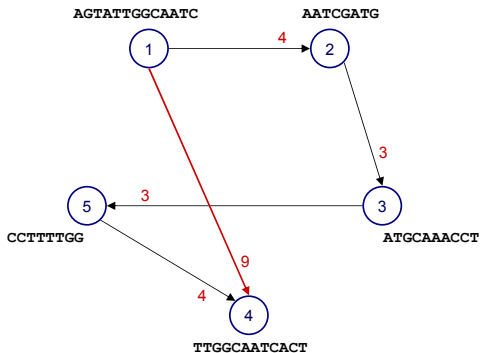 AGTATTGGCAATC AATCGATG
1 4 2
3
5 3 3
CCTTTTGG ATGCAAACCT
9
4
4
TTGGCAATCACT